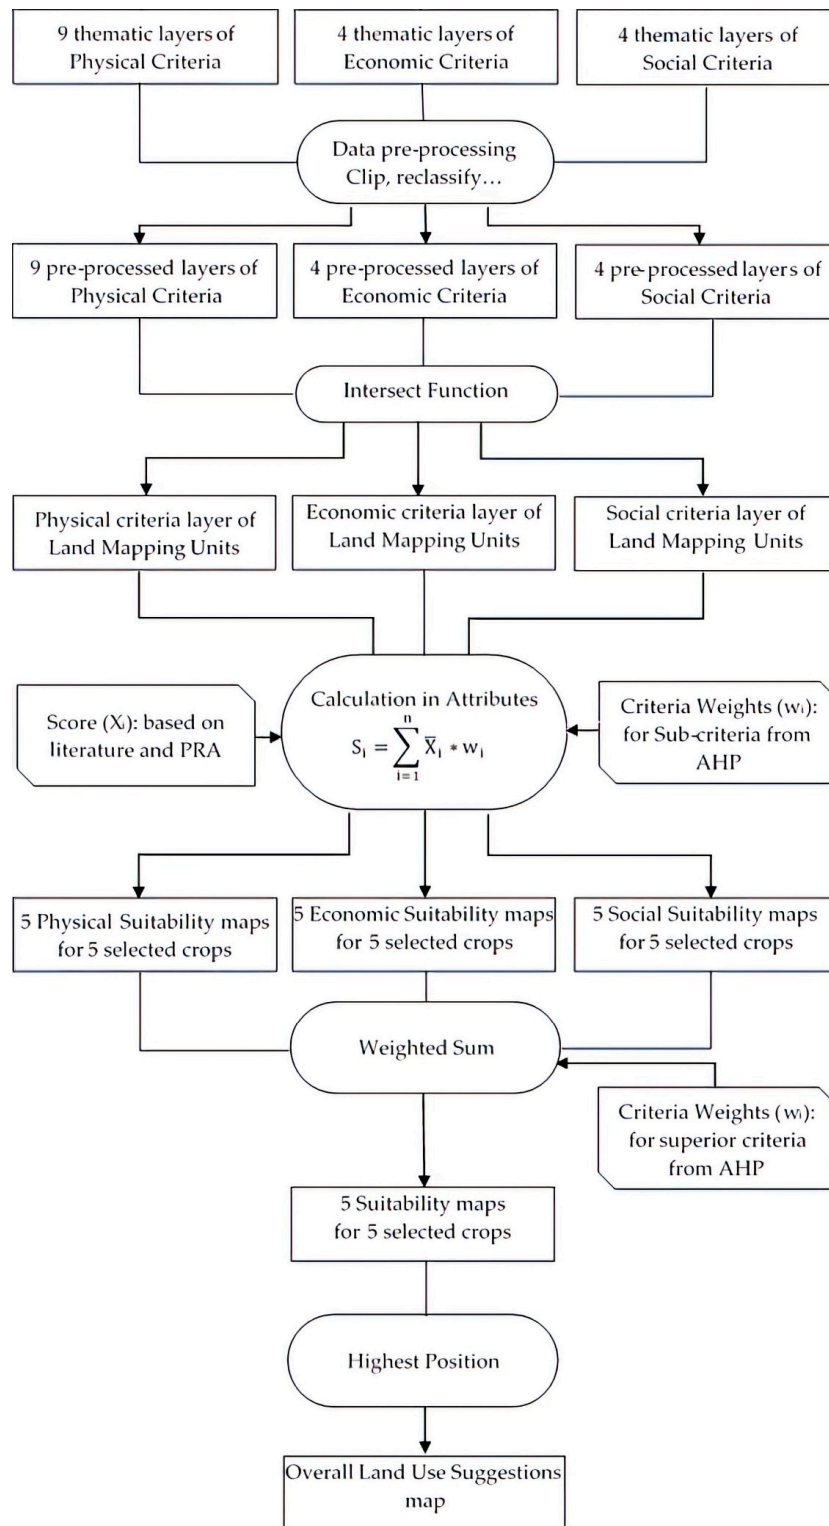 9 thematic layers of
Physical Criteria
4 thematic layers of
Economic Criteria
4 thematic layers of
Social Criteria
Data pre-processing
Clip, reclassify…
9 pre-processed layers of
Physical Criteria
4 pre-processed layers of
Economic Criteria
4 pre-processed layers of
Social Criteria
Intersect Function
Physical criteria layer of
Land Mapping Units
Economic criteria layer of
Land Mapping Units
Social criteria layer of
Land Mapping Units
Score (Xᵢ): based on
literature and PRA
Calculation in Attributes
Sᵢ = ∑ⁿᵢ₌₁ X̅ᵢ * wᵢ
Criteria Weights (wᵢ):
for Sub-criteria from
AHP
5 Physical Suitability maps
for 5 selected crops
5 Economic Suitability maps
for 5 selected crops
5 Social Suitability maps
for 5 selected crops
Weighted Sum
Criteria Weights (wᵢ):
for superior criteria
from AHP
5 Suitability maps
for 5 selected crops
Highest Position
Overall Land Use Suggestions
map